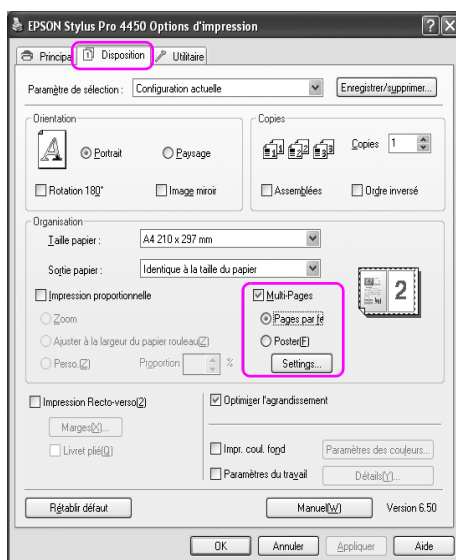 EPSON Stylus Pro 4450 Options d'impression
Principa Disposition Utilitaire
Paramètre de sélection : Configuration actuelle Enregistrer/supprimer...
Orientation Copies
A Portrait Paysage Copies 1
Rotation 180° Image miroir Assemblées Ordre inversé
Organisation
Taille papier : A4 210 x 297 mm
Sortie papier : Identique à la taille du papier
Impression proportionnelle Multi-Pages 2
Zoom Pages par fe
Ajuster à la largeur du papier rouleau(Z) Poster(F)
Perso.(Z) Proportion % Settings...
Impression Recto-verso(2) Optimiser l'agrandissement
Marges(X)...
Livret plié(Q) Impr. coul. fond Paramètres des couleurs...
Paramètres du travail Détails(Y)...
Rétablir défaut Manuel(W) Version 6.50
OK Annuler Appliquer Aide